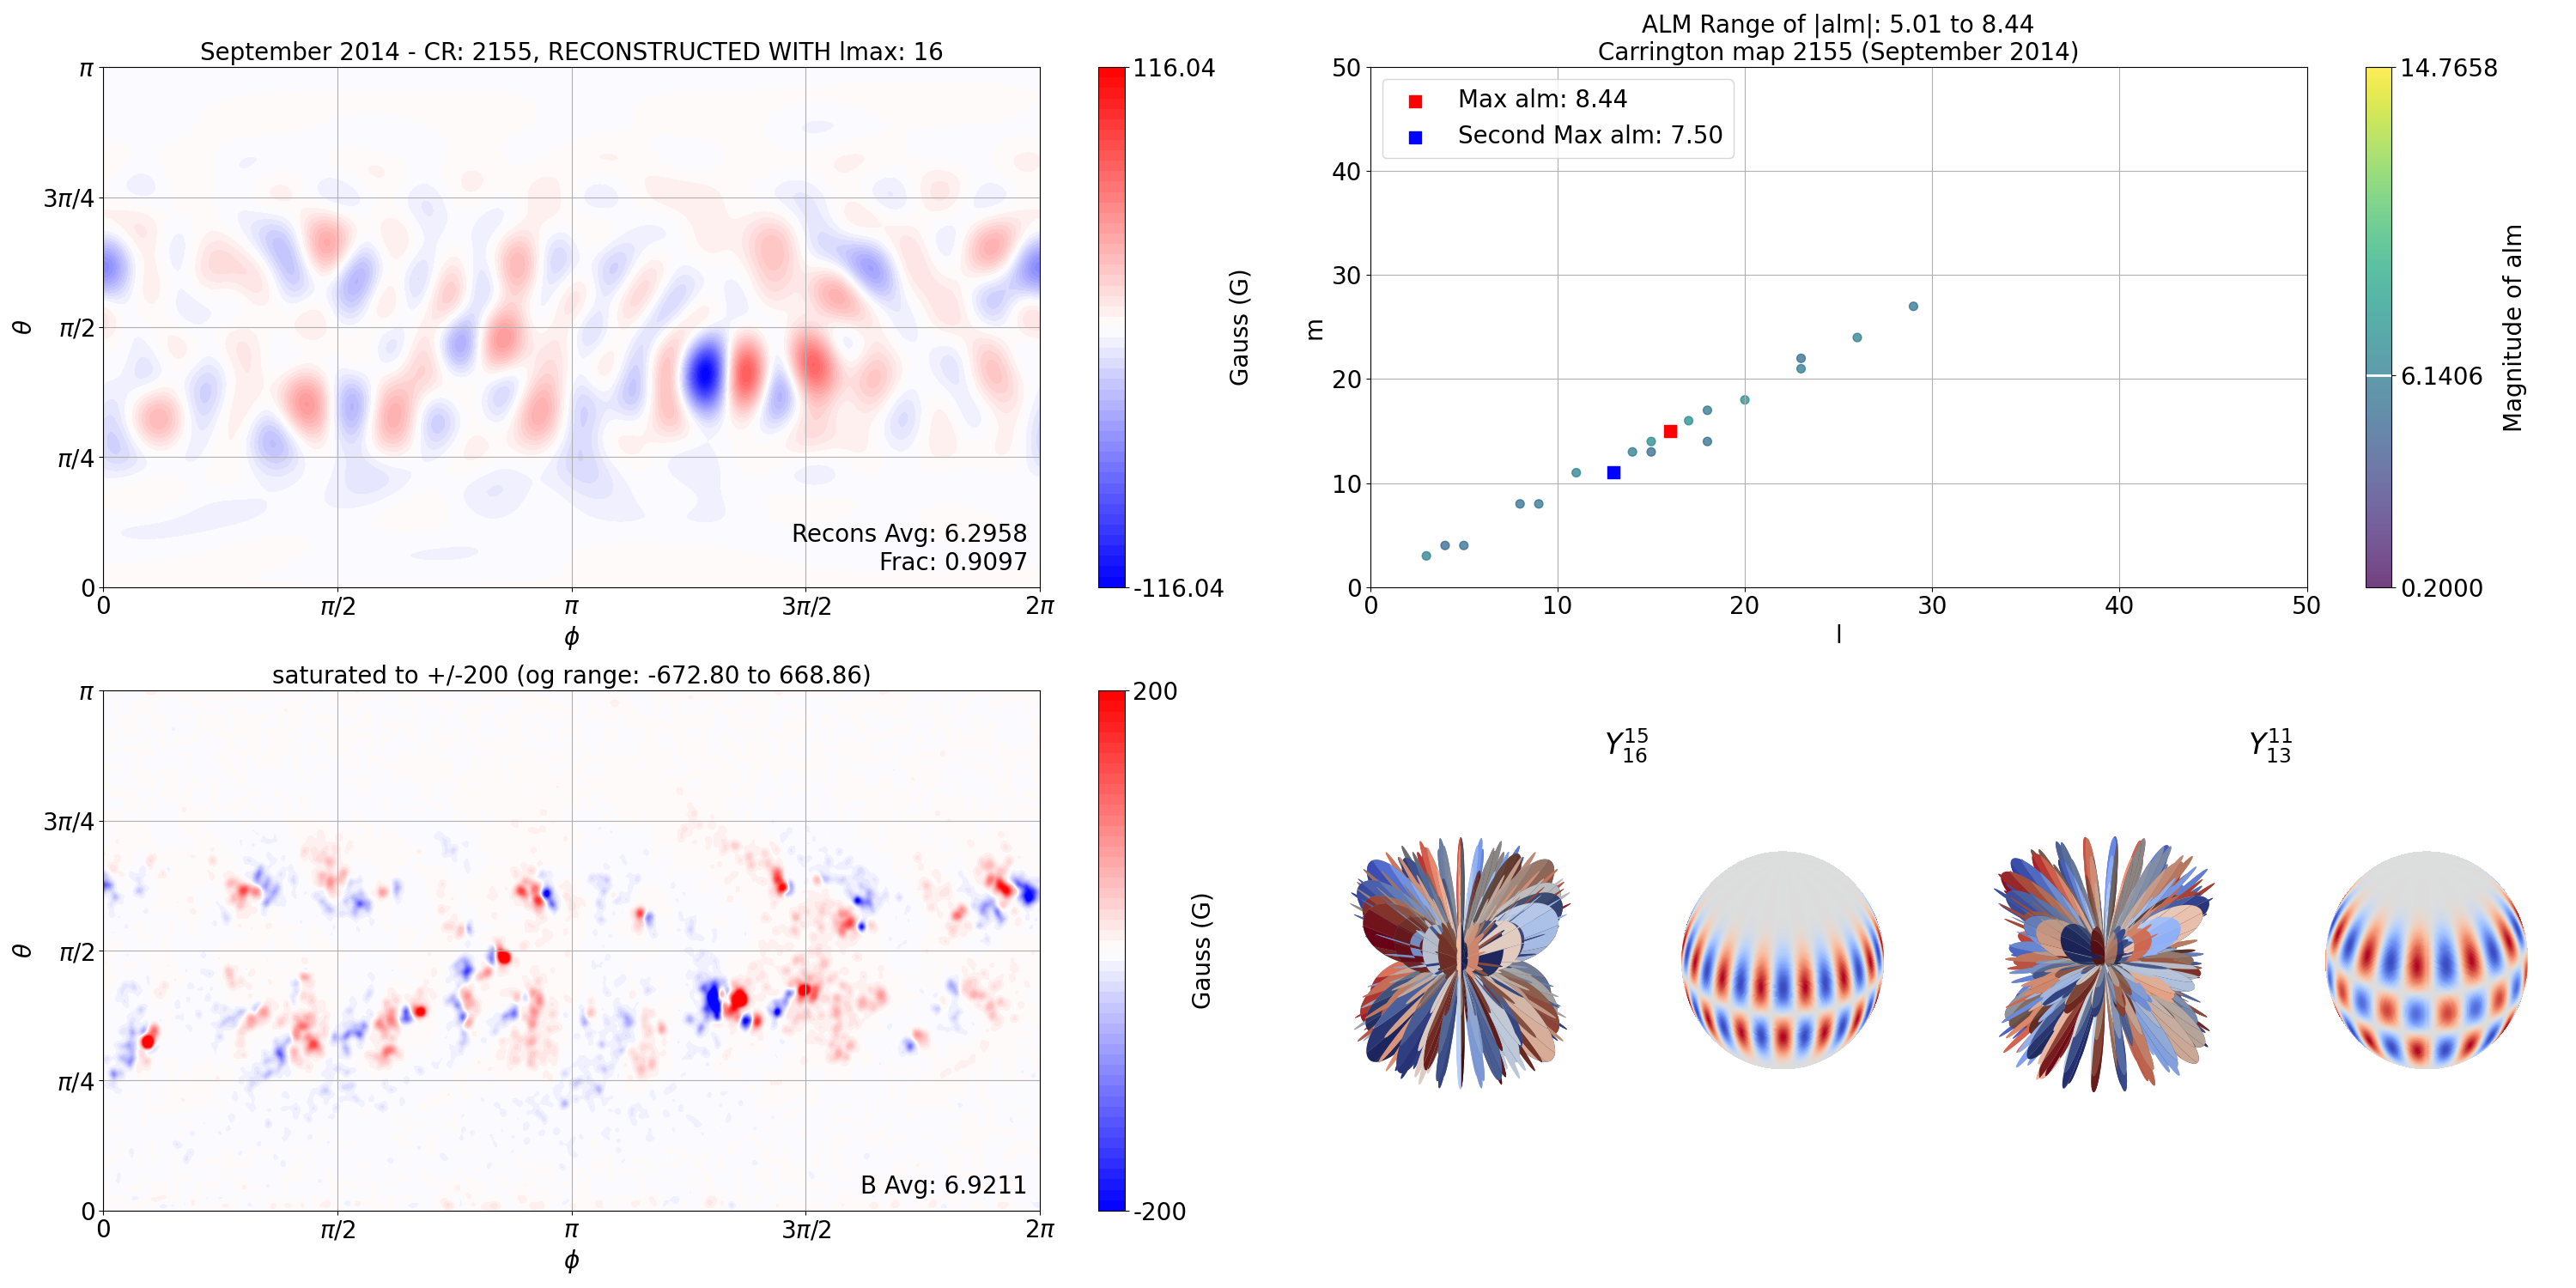 September 2014 - CR: 2155, RECONSTRUCTED WITH lmax: 16
π
3π/4
π/2
π/4
0
θ
0
π/2
π
3π/2
2π
ϕ
Recons Avg: 6.2958
Frac: 0.9097
116.04
-116.04
Gauss (G)
ALM Range of |alm|: 5.01 to 8.44
Carrington map 2155 (September 2014)
Max alm: 8.44
Second Max alm: 7.50
50
40
30
20
10
0
m
0
10
20
30
40
50
l
14.7658
6.1406
0.2000
Magnitude of alm
saturated to +/-200 (og range: -672.80 to 668.86)
π
3π/4
π/2
π/4
0
θ
0
π/2
π
3π/2
2π
ϕ
B Avg: 6.9211
200
-200
Gauss (G)
Y₁₆¹⁵
Y₁₃¹¹